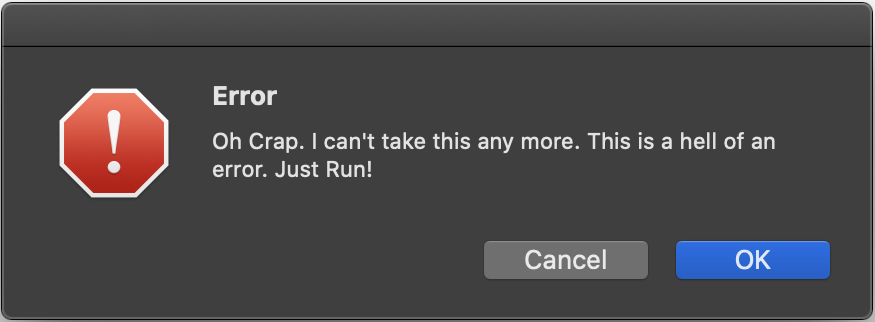 Error
Oh Crap. I can't take this any more. This is a hell of an
error. Just Run!
Cancel
OK